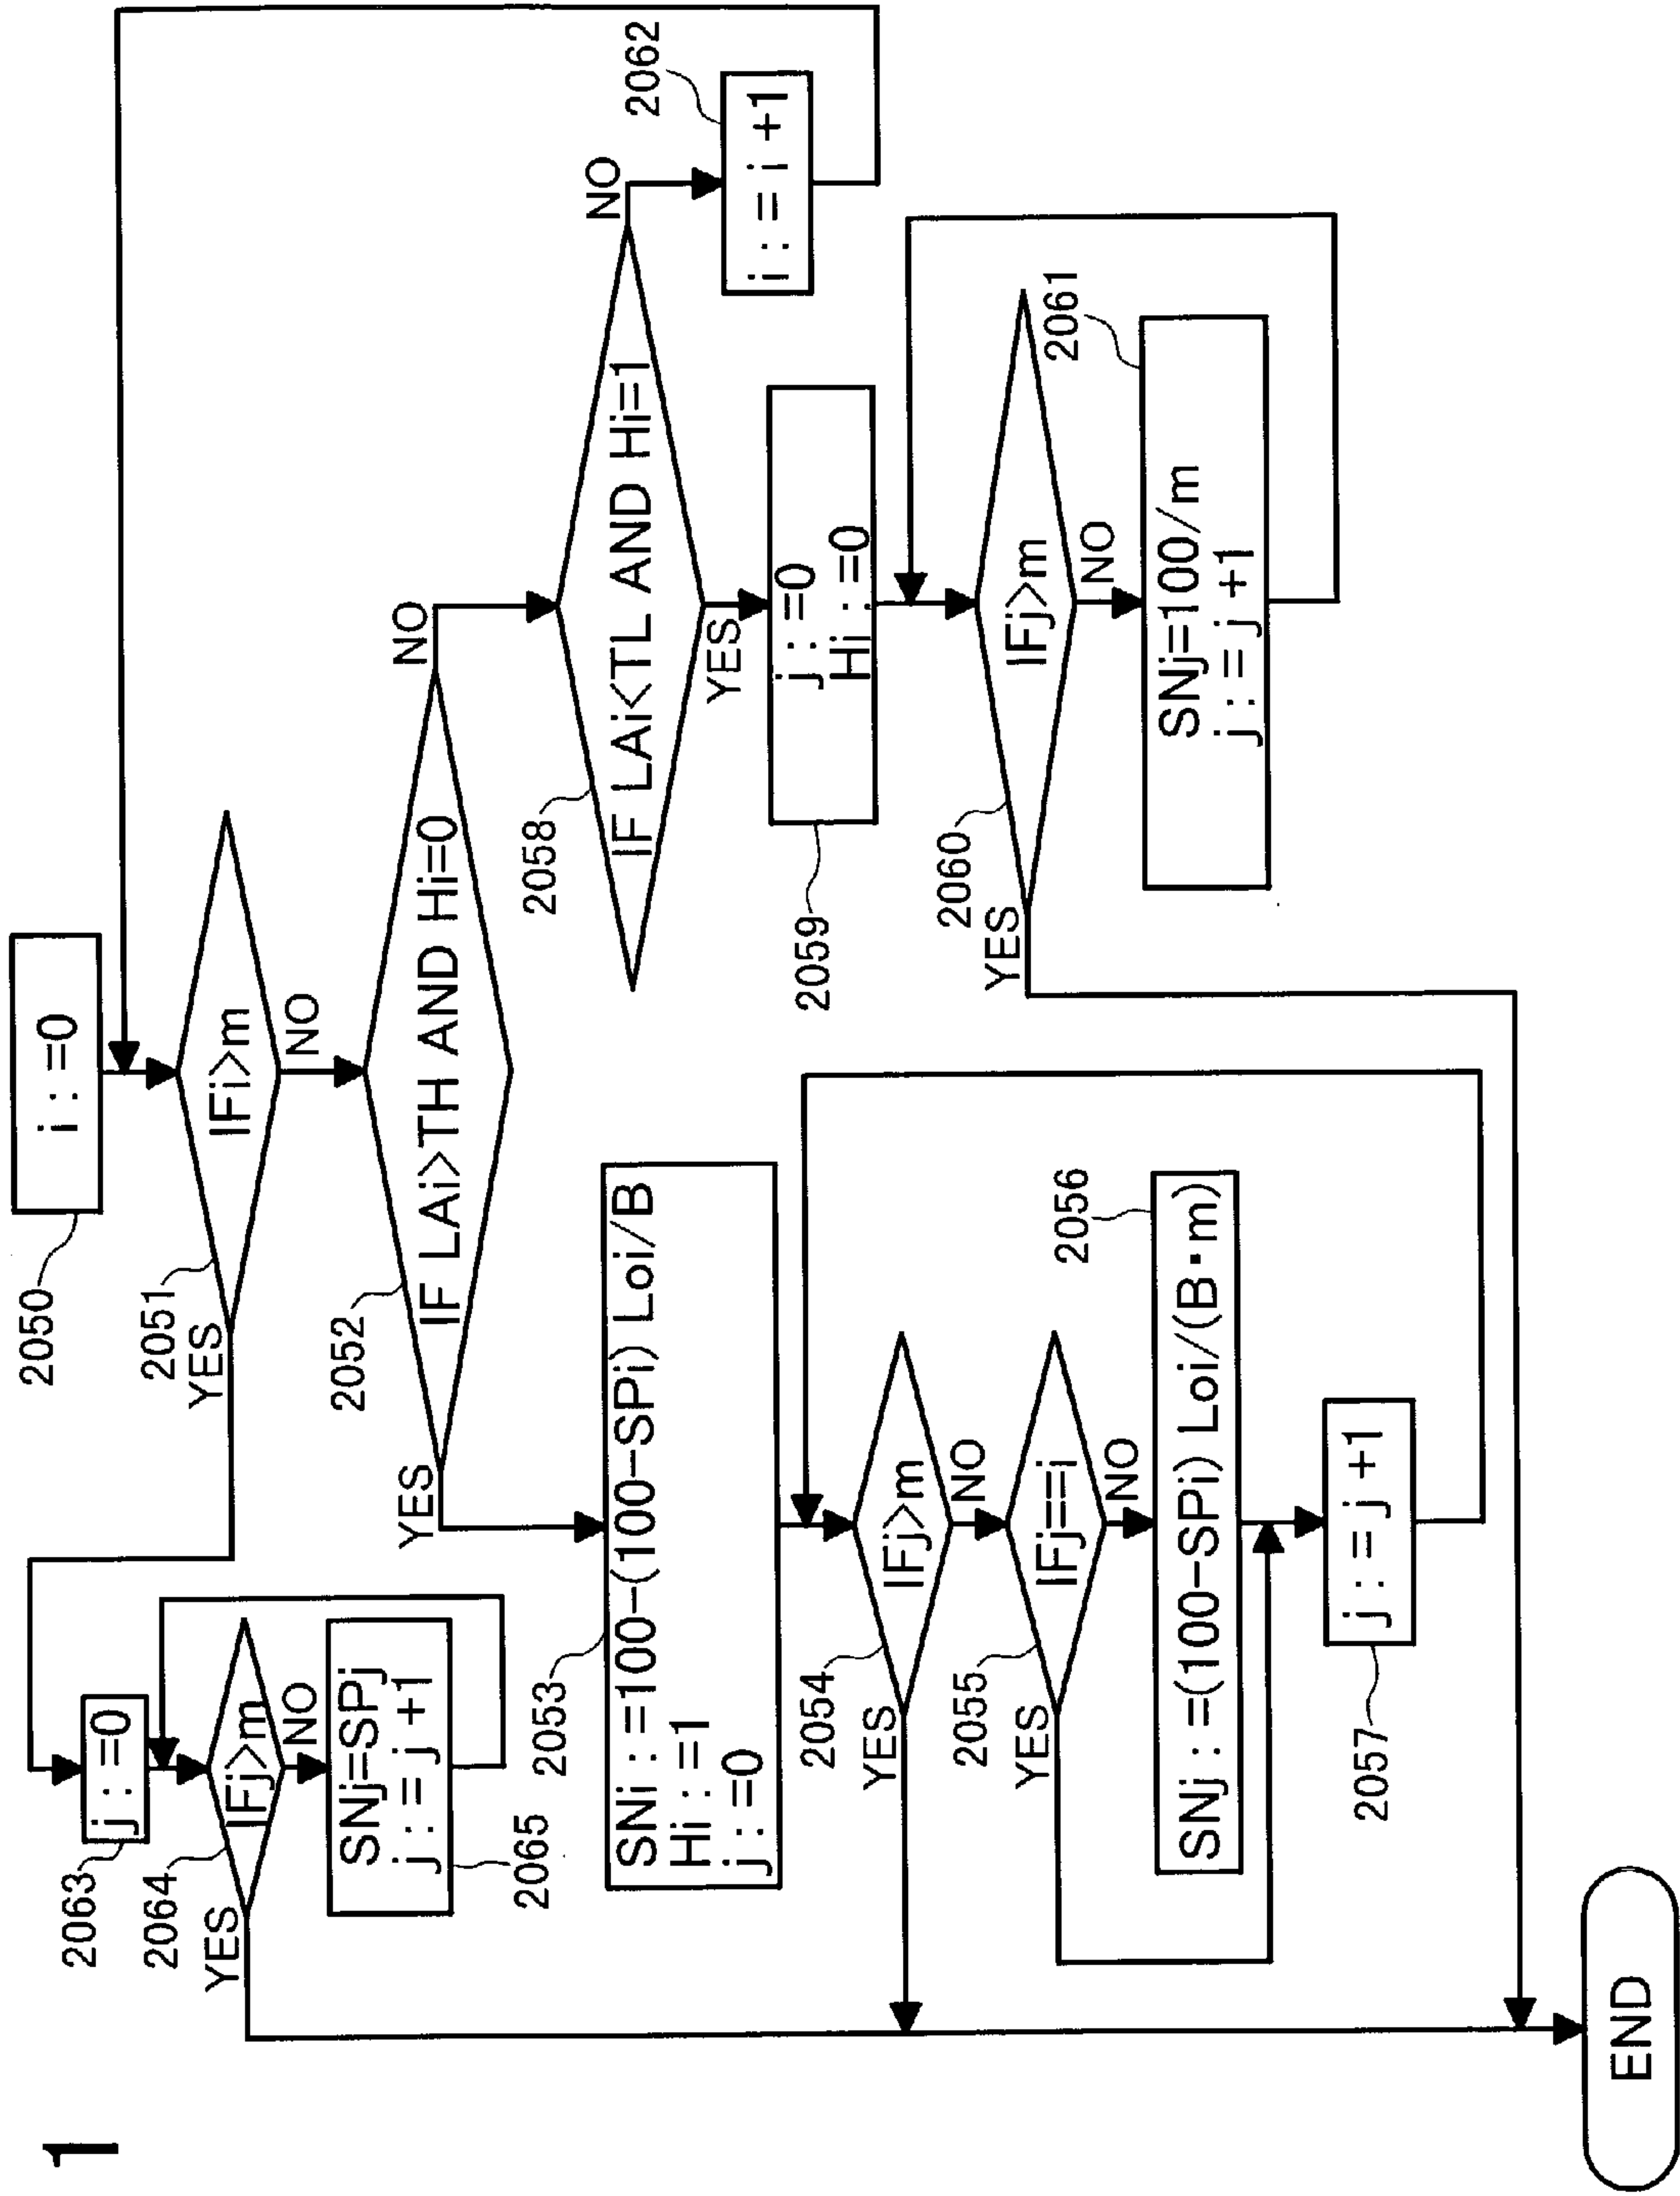 1
2050
i : =0
2051
IFi>m
YES
NO
2052
IF LAi>TH AND Hi=0
YES
NO
2063
j : =0
2064
IFj>m
YES
NO
SNj=SPj
j : = j +1
2065
2053
SNi : =100-(100-SPi) Loi/B
Hi : =1
j : =0
2054
IFj>m
YES
NO
2055
IFj==i
YES
NO
2056
SNj : =(100-SPi) Loi/(B·m)
2057
j : = j +1
2058
IF LAi<TL AND Hi=1
YES
NO
2062
i : = i +1
2059
j : =0
Hi : =0
2060
IFj>m
YES
NO
2061
SNj=100/m
j : = j +1
END